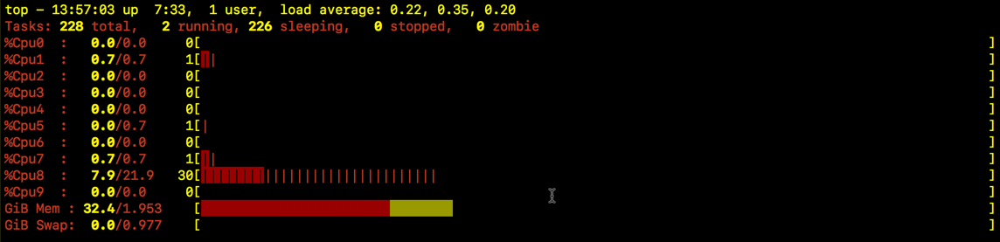 top - 13:57:03 up  7:33,  1 user,  load average: 0.22, 0.35, 0.20
Tasks: 228 total,   2 running, 226 sleeping,   0 stopped,   0 zombie
%Cpu0  :   0.0/0.0     0[                                        ]
%Cpu1  :   0.7/0.7     1[||                                      ]
%Cpu2  :   0.0/0.0     0[                                        ]
%Cpu3  :   0.0/0.0     0[                                        ]
%Cpu4  :   0.0/0.0     0[                                        ]
%Cpu5  :   0.0/0.7     1[|                                       ]
%Cpu6  :   0.0/0.0     0[                                        ]
%Cpu7  :   0.7/0.7     1[||                                      ]
%Cpu8  :   7.9/21.9   30[||||||||||||||||||||||||||||||          ]
%Cpu9  :   0.0/0.0     0[                                        ]
GiB Mem : 32.4/1.953    [                                        ]
GiB Swap:  0.0/0.977    [                                        ]